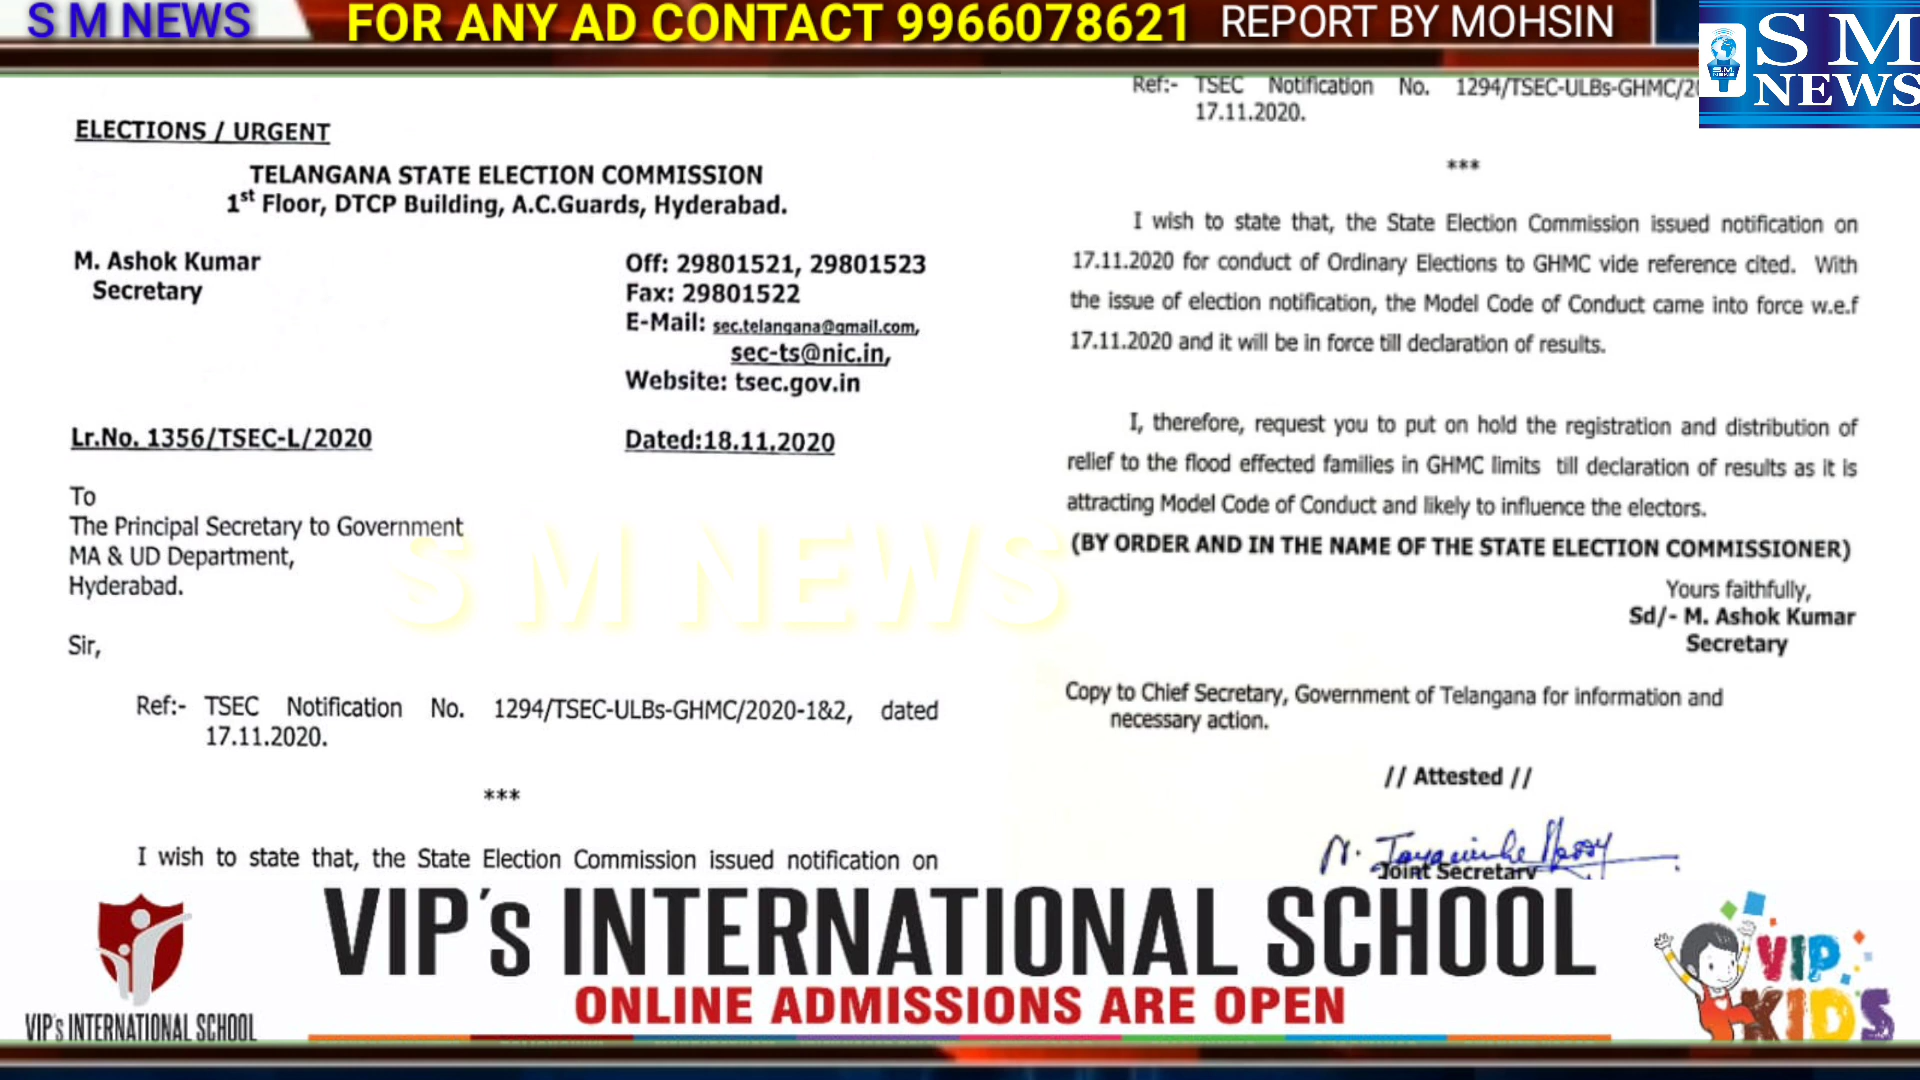 S M NEWS
FOR ANY AD CONTACT 9966078621
REPORT BY MOHSIN
S M
NEWS
ELECTIONS / URGENT
TELANGANA STATE ELECTION COMMISSION
1st Floor, DTCP Building, A.C.Guards, Hyderabad.
M. Ashok Kumar
Secretary
Off: 29801521, 29801523
Fax: 29801522
E-Mail: sec.telangana@gmail.com,
sec-ts@nic.in,
Website: tsec.gov.in
Lr.No. 1356/TSEC-L/2020
Dated:18.11.2020
To
The Principal Secretary to Government
MA & UD Department,
Hyderabad.
Sir,
Ref:- TSEC Notification No. 1294/TSEC-ULBs-GHMC/2020-1&2, dated
17.11.2020.
***
I wish to state that, the State Election Commission issued notification on
Ref:- TSEC Notification No. 1294/TSEC-ULBs-GHMC/20
17.11.2020.
***
I wish to state that, the State Election Commission issued notification on
17.11.2020 for conduct of Ordinary Elections to GHMC vide reference cited. With
the issue of election notification, the Model Code of Conduct came into force w.e.f
17.11.2020 and it will be in force till declaration of results.
I, therefore, request you to put on hold the registration and distribution of
relief to the flood effected families in GHMC limits till declaration of results as it is
attracting Model Code of Conduct and likely to influence the electors.
(BY ORDER AND IN THE NAME OF THE STATE ELECTION COMMISSIONER)
Yours faithfully,
Sd/- M. Ashok Kumar
Secretary
Copy to Chief Secretary, Government of Telangana for information and
necessary action.
// Attested //
Joint Secretary
S M NEWS
VIP's INTERNATIONAL SCHOOL
ONLINE ADMISSIONS ARE OPEN
VIP's INTERNATIONAL SCHOOL
VIP
KIDS